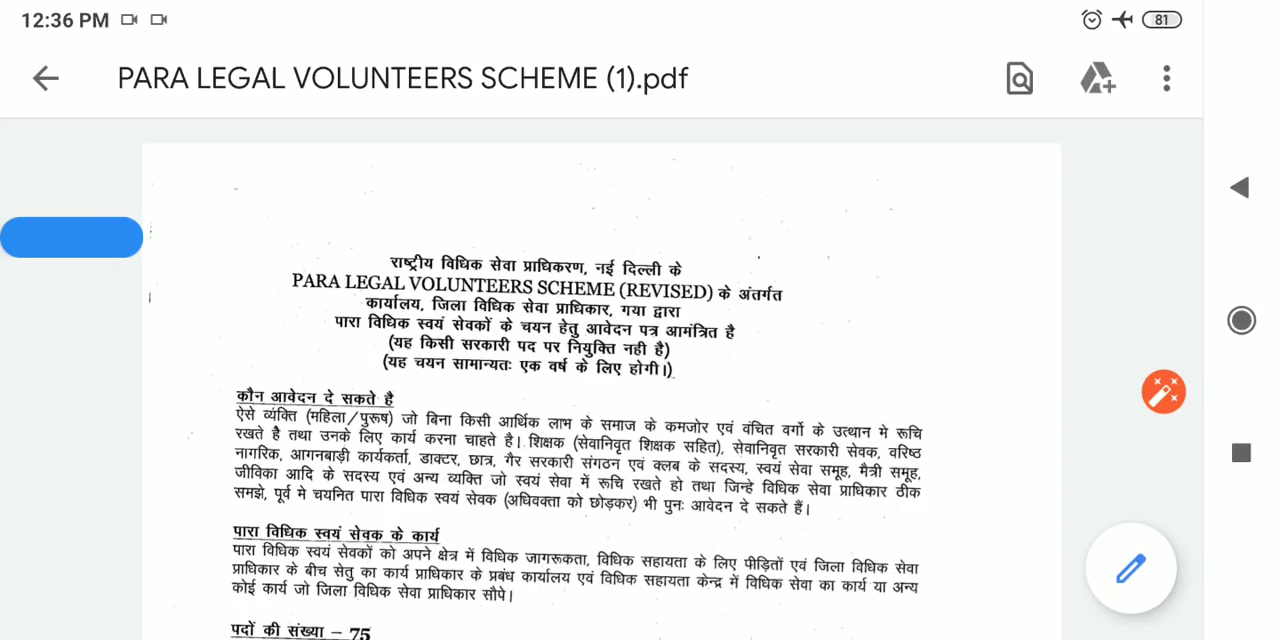 12:36 PM
81
PARA LEGAL VOLUNTEERS SCHEME (1).pdf
राष्ट्रीय विधिक सेवा प्राधिकरण, नई दिल्ली के
PARA LEGAL VOLUNTEERS SCHEME (REVISED) के अंतर्गत
कार्यालय, जिला विधिक सेवा प्राधिकार, गया द्वारा
पारा विधिक स्वयं सेवकों के चयन हेतु आवेदन पत्र आमंत्रित है
(यह किसी सरकारी पद पर नियुक्ति नही है)
(यह चयन सामान्यतः एक वर्ष के लिए होगी।)
कौन आवेदन दे सकते है
ऐसे व्यंक्ति (महिला/पुरूष) जो बिना किसी आर्थिक लाभ के समाज के कमजोर एवं वंचित वर्गो के उत्थान मे रूचि
रखते है तथा उनके लिए कार्य करना चाहते है। शिक्षक (सेवानिवृत शिक्षक सहित), सेवानिवृत सरकारी सेवक, वरिष्ठ
नागरिक, आगनबाड़ी कार्यकर्ता, डाक्टर, छात्र, गैर सरकारी संगठन एवं क्लब के सदस्य, स्वयं सेवा समूह, मैत्री समूह,
जीविका आदि के सदस्य एवं अन्य व्यक्ति जो स्वयं सेवा में रूचि रखते हो तथा जिन्हे विधिक सेवा प्राधिकार ठीक
समझे, पूर्व मे चयनित पारा विधिक स्वयं सेवक (अधिवक्ता को छोड़कर) भी पुनः आवेदन दे सकते हैं।
पारा विधिक स्वयं सेवक के कार्य
पारा विधिक स्वयं सेवकों को अपने क्षेत्र में विधिक जागरूकता, विधिक सहायता के लिए पीड़ितों एवं जिला विधिक सेवा
प्राधिकार के बीच सेतु का कार्य प्राधिकार के प्रबंध कार्यालय एवं विधिक सहायता केन्द्र में विधिक सेवा का कार्य या अन्य
कोई कार्य जो जिला विधिक सेवा प्राधिकार सौपे।
पदों की संख्या – 75